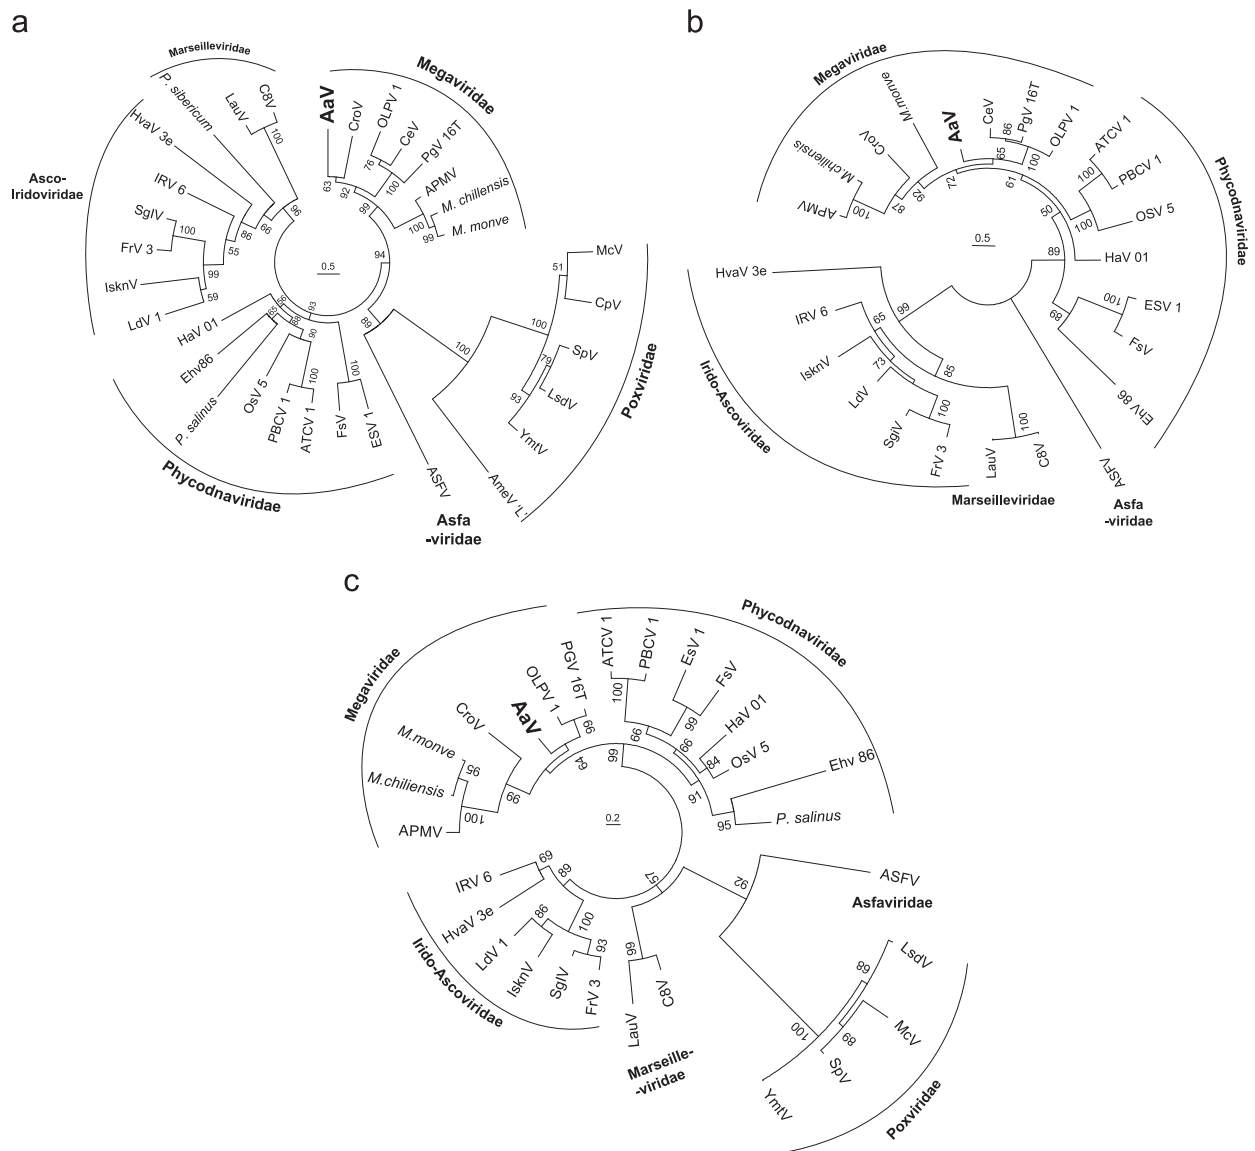 a
Marseilleviridae
P. sibericum
LauV
C8V
100
HvaV 3e
Asco-
Iridoviridae
IRV 6
SgIV
FrV 3
100
IsknV
LdV 1
99
59
55
86
66
96
Megaviridae
AaV
CroV
OLPV 1
CeV
PgV 16T
APMV
M. chillensis
M. monve
63
92
76
100
99
100
99
0.5
94
89
McV
51
CpV
100
SpV
79
LsdV
93
YmtV
100
Poxviridae
AmeV 'L'
ASFV
Asfa
-viridae
HaV 01
Ehv86
P. salinus
OsV 5
PBCV 1
ATCV 1
FsV
ESV 1
66
65
68
93
90
100
100
Phycodnaviridae
b
Megaviridae
M.monve
CroV
M.chiliensis
APMV
100
87
92
72
AaV
CeV
86
PgV 16T
OLPV 1
65
100
ATCV 1
100
PBCV 1
OSV 5
100
61
50
HaV 01
89
Phycodnaviridae
ESV 1
100
FsV
69
EhV 86
0.5
HvaV 3e
99
IRV 6
65
IsknV
73
LdV
85
SgiV
100
FrV 3
LauV
C8V
100
Irido-Ascoviridae
Marseilleviridae
ASFV
Asfa
-viridae
c
Megaviridae
M.monve
95
M.chiliensis
APMV
100
CroV
99
AaV
OLPV 1
PGV 16T
99
64
99
Phycodnaviridae
ATCV 1
PBCV 1
100
EsV 1
FsV
99
99
66
HaV 01
84
OsV 5
91
Ehv 86
95
P. salinus
0.2
IRV 6
69
HvaV 3e
89
LdV 1
86
IsknV
100
SgIV
93
FrV 3
Irido-Ascoviridae
57
99
LauV
C8V
Marseille-
-viridae
92
ASFV
Asfaviridae
LsdV
68
McV
89
SpV
100
YmtV
Poxviridae